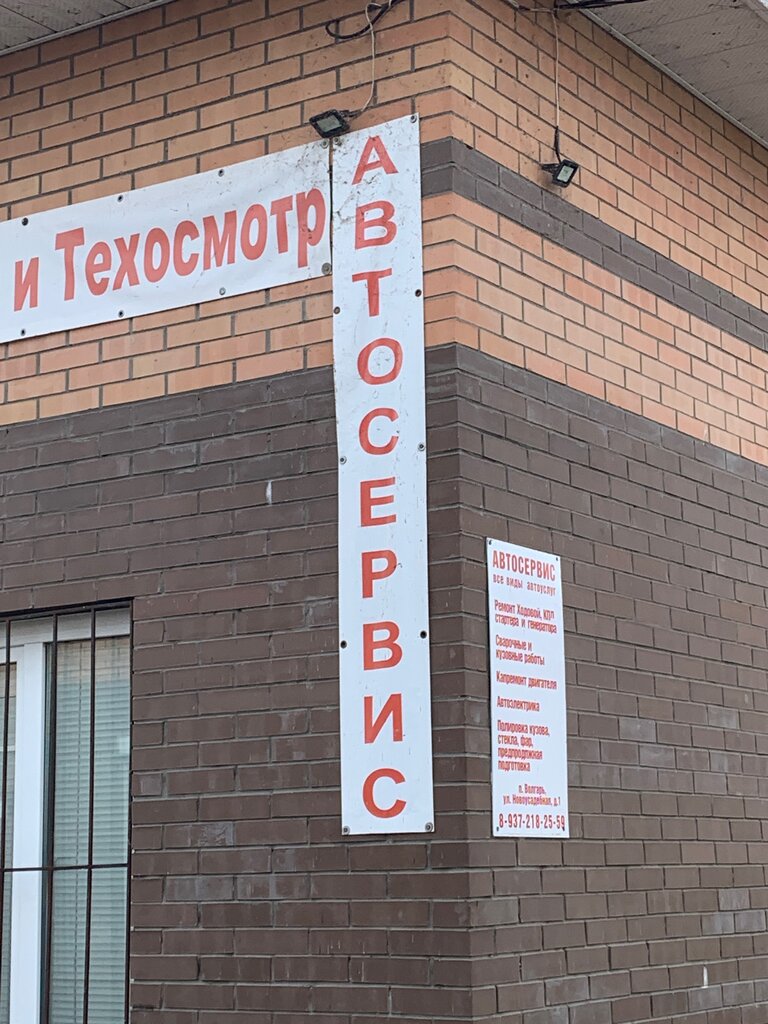 и Техосмотр
АВТОСЕРВИС
АВТОСЕРВИС
все виды автоуслуг
Ремонт Ходовой, КПП
стартера и генератора
Сварочные и
кузовные работы
Капремонт двигателя
Автоэлектрика
Полировка кузова,
стекла, фар,
предпродажная
подготовка
п. Волгарь,
ул. Новоусадебная, д.1
8-937-218-25-59